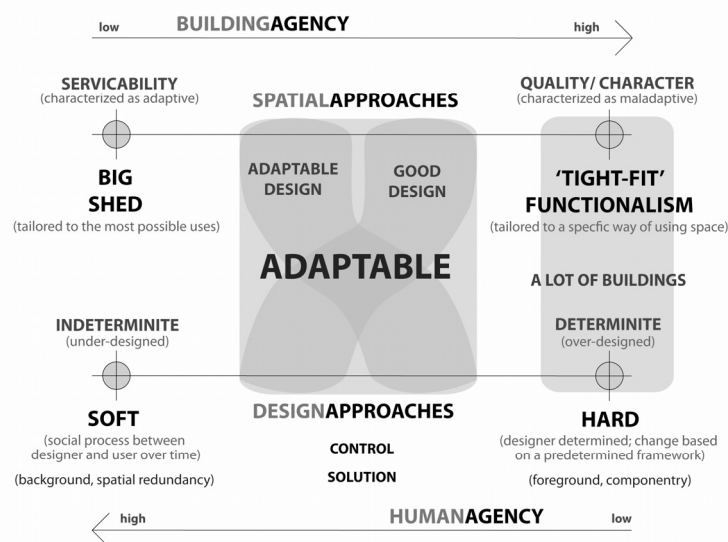 low BUILDINGAGENCY high
SERVICABILITY
(characterized as adaptive)
SPATIALAPPROACHES
QUALITY/ CHARACTER
(characterized as maladaptive)
BIG
SHED
(tailored to the most possible uses)
ADAPTABLE
DESIGN
GOOD
DESIGN
‘TIGHT-FIT’
FUNCTIONALISM
(tailored to a specfic way of using space)
ADAPTABLE
A LOT OF BUILDINGS
INDETERMINITE
(under-designed)
DETERMINITE
(over-designed)
SOFT
(social process between
designer and user over time)
(background, spatial redundancy)
DESIGNAPPROACHES
CONTROL
SOLUTION
HARD
(designer determined; change based
on a predetermined framework)
(foreground, componentry)
high HUMANAGENCY low